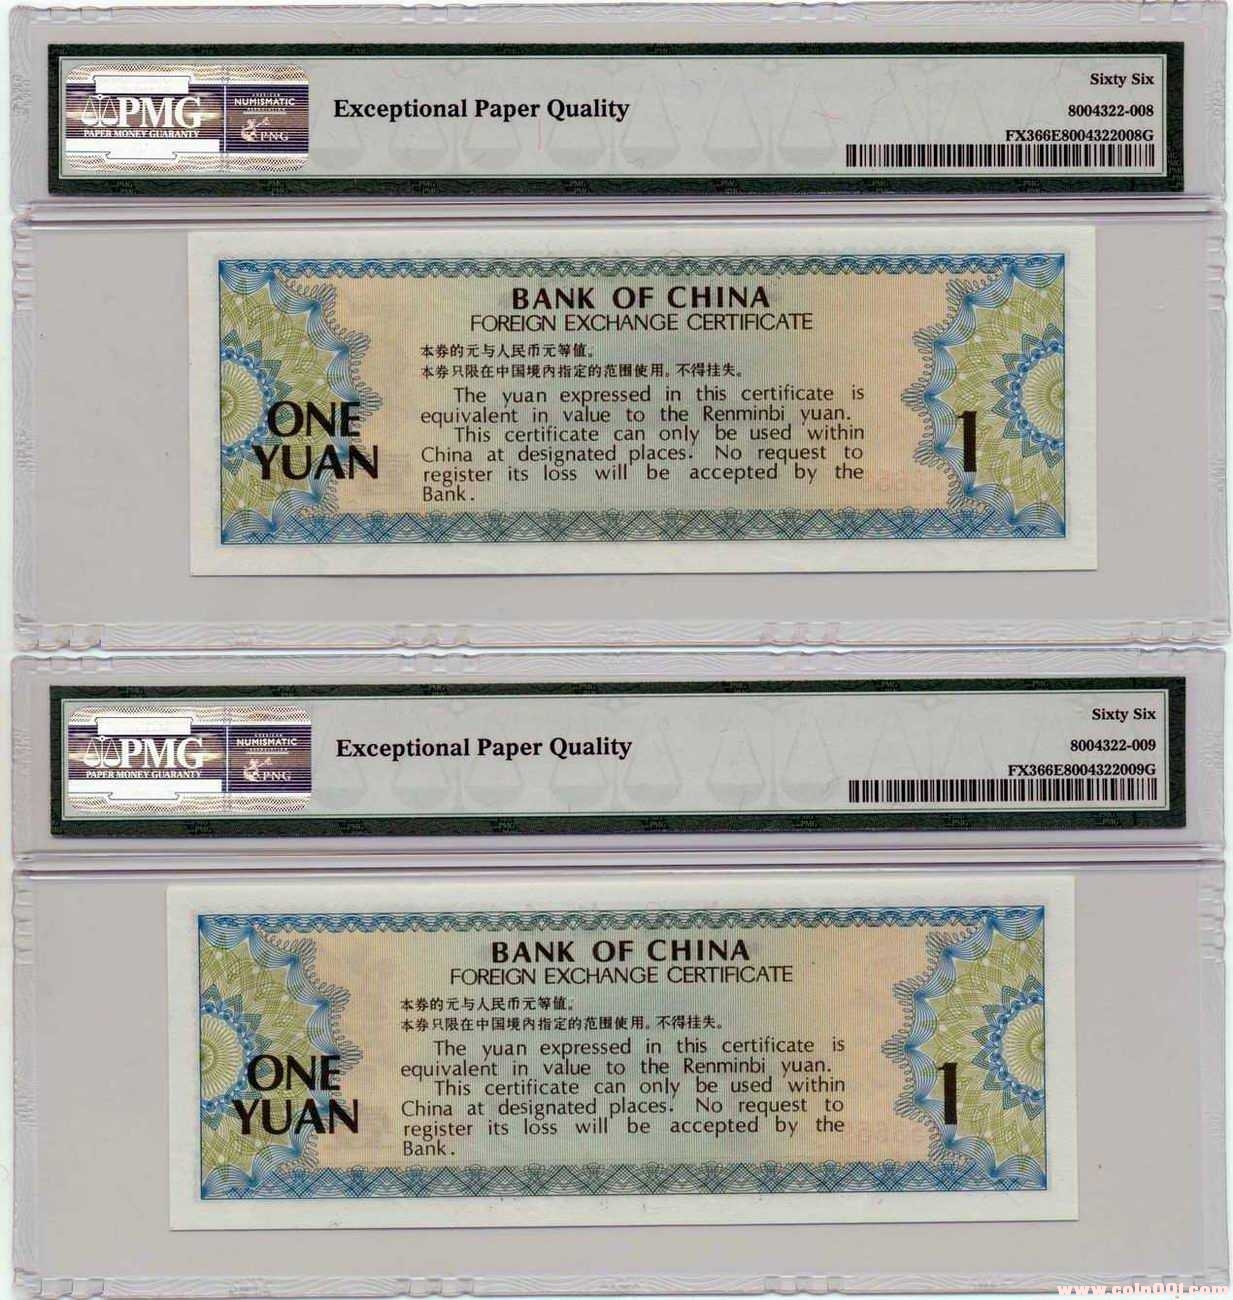 PMG
PAPER MONEY GUARANTY
AMERICAN
NUMISMATIC
ASSOCIATION
PNG
Exceptional Paper Quality
Sixty Six
8004322-008
FX366E8004322008G
BANK OF CHINA
FOREIGN EXCHANGE CERTIFICATE
本券的元与人民币元等值。
本券只限在中国境内指定的范围使用。不得挂失。
The yuan expressed in this certificate is
equivalent in value to the Renminbi yuan.
This certificate can only be used within
China at designated places. No request to
register its loss will be accepted by the
Bank.
ONE
YUAN
1
PMG
PAPER MONEY GUARANTY
AMERICAN
NUMISMATIC
ASSOCIATION
PNG
Exceptional Paper Quality
Sixty Six
8004322-009
FX366E8004322009G
BANK OF CHINA
FOREIGN EXCHANGE CERTIFICATE
本券的元与人民币元等值。
本券只限在中国境内指定的范围使用。不得挂失。
The yuan expressed in this certificate is
equivalent in value to the Renminbi yuan.
This certificate can only be used within
China at designated places. No request to
register its loss will be accepted by the
Bank.
ONE
YUAN
1